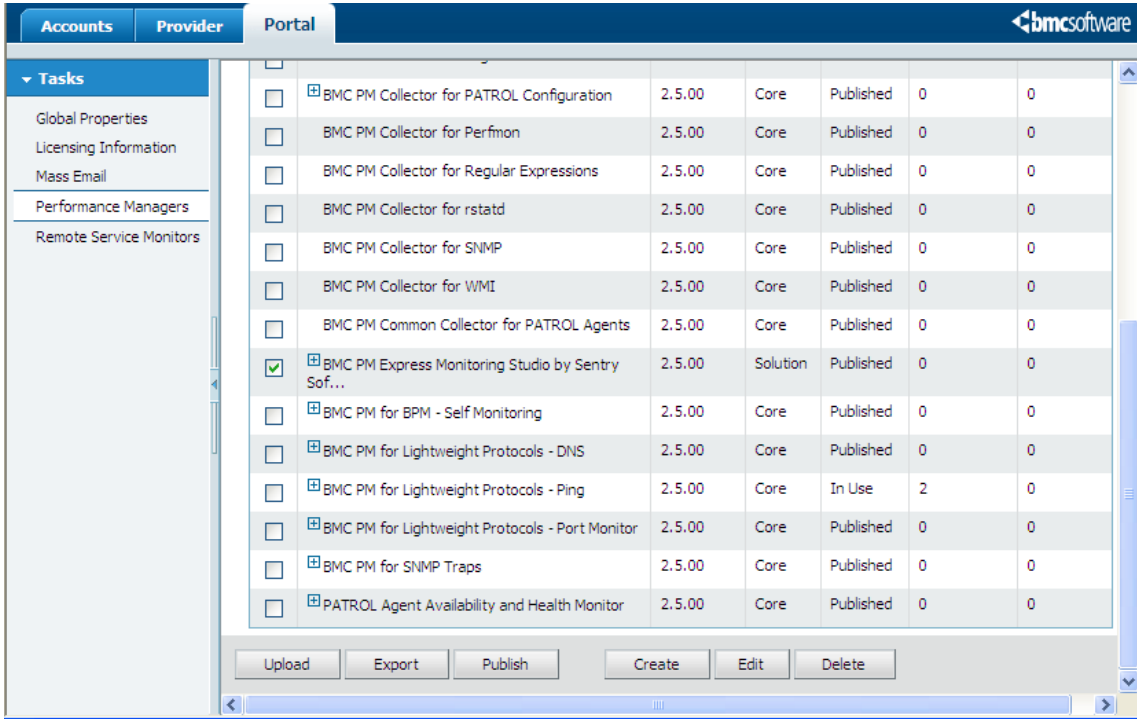 Accounts Provider Portal bmcsoftware
Tasks
Global Properties
Licensing Information
Mass Email
Performance Managers
Remote Service Monitors
BMC PM Collector for PATROL Configuration 2.5.00 Core Published 0 0
BMC PM Collector for Perfmon 2.5.00 Core Published 0 0
BMC PM Collector for Regular Expressions 2.5.00 Core Published 0 0
BMC PM Collector for rstatd 2.5.00 Core Published 0 0
BMC PM Collector for SNMP 2.5.00 Core Published 0 0
BMC PM Collector for WMI 2.5.00 Core Published 0 0
BMC PM Common Collector for PATROL Agents 2.5.00 Core Published 0 0
BMC PM Express Monitoring Studio by Sentry 2.5.00 Solution Published 0 0
Sof...
BMC PM for BPM - Self Monitoring 2.5.00 Core Published 0 0
BMC PM for Lightweight Protocols - DNS 2.5.00 Core Published 0 0
BMC PM for Lightweight Protocols - Ping 2.5.00 Core In Use 2 0
BMC PM for Lightweight Protocols - Port Monitor 2.5.00 Core Published 0 0
BMC PM for SNMP Traps 2.5.00 Core Published 0 0
PATROL Agent Availability and Health Monitor 2.5.00 Core Published 0 0
Upload Export Publish Create Edit Delete